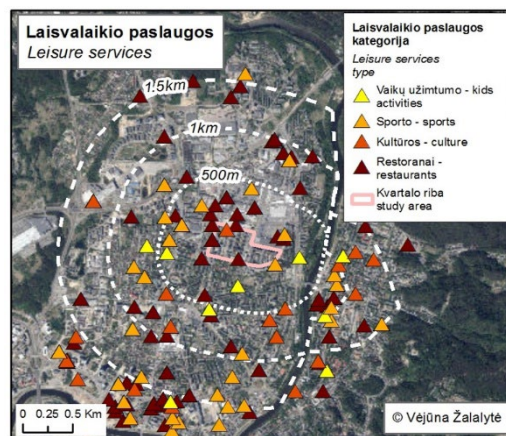 Laisvalaikio paslaugos
Leisure services
Laisvalaikio paslaugos
kategorija
Leisure services
type
Vaikų užimtumo - kids
activities
Sporto - sports
Kultūros - culture
Restoranai -
restaurants
Kvartalo riba
study area
1.5km
1km
500m
0 0.25 0.5 Km
© Vėjūna Žalalytė